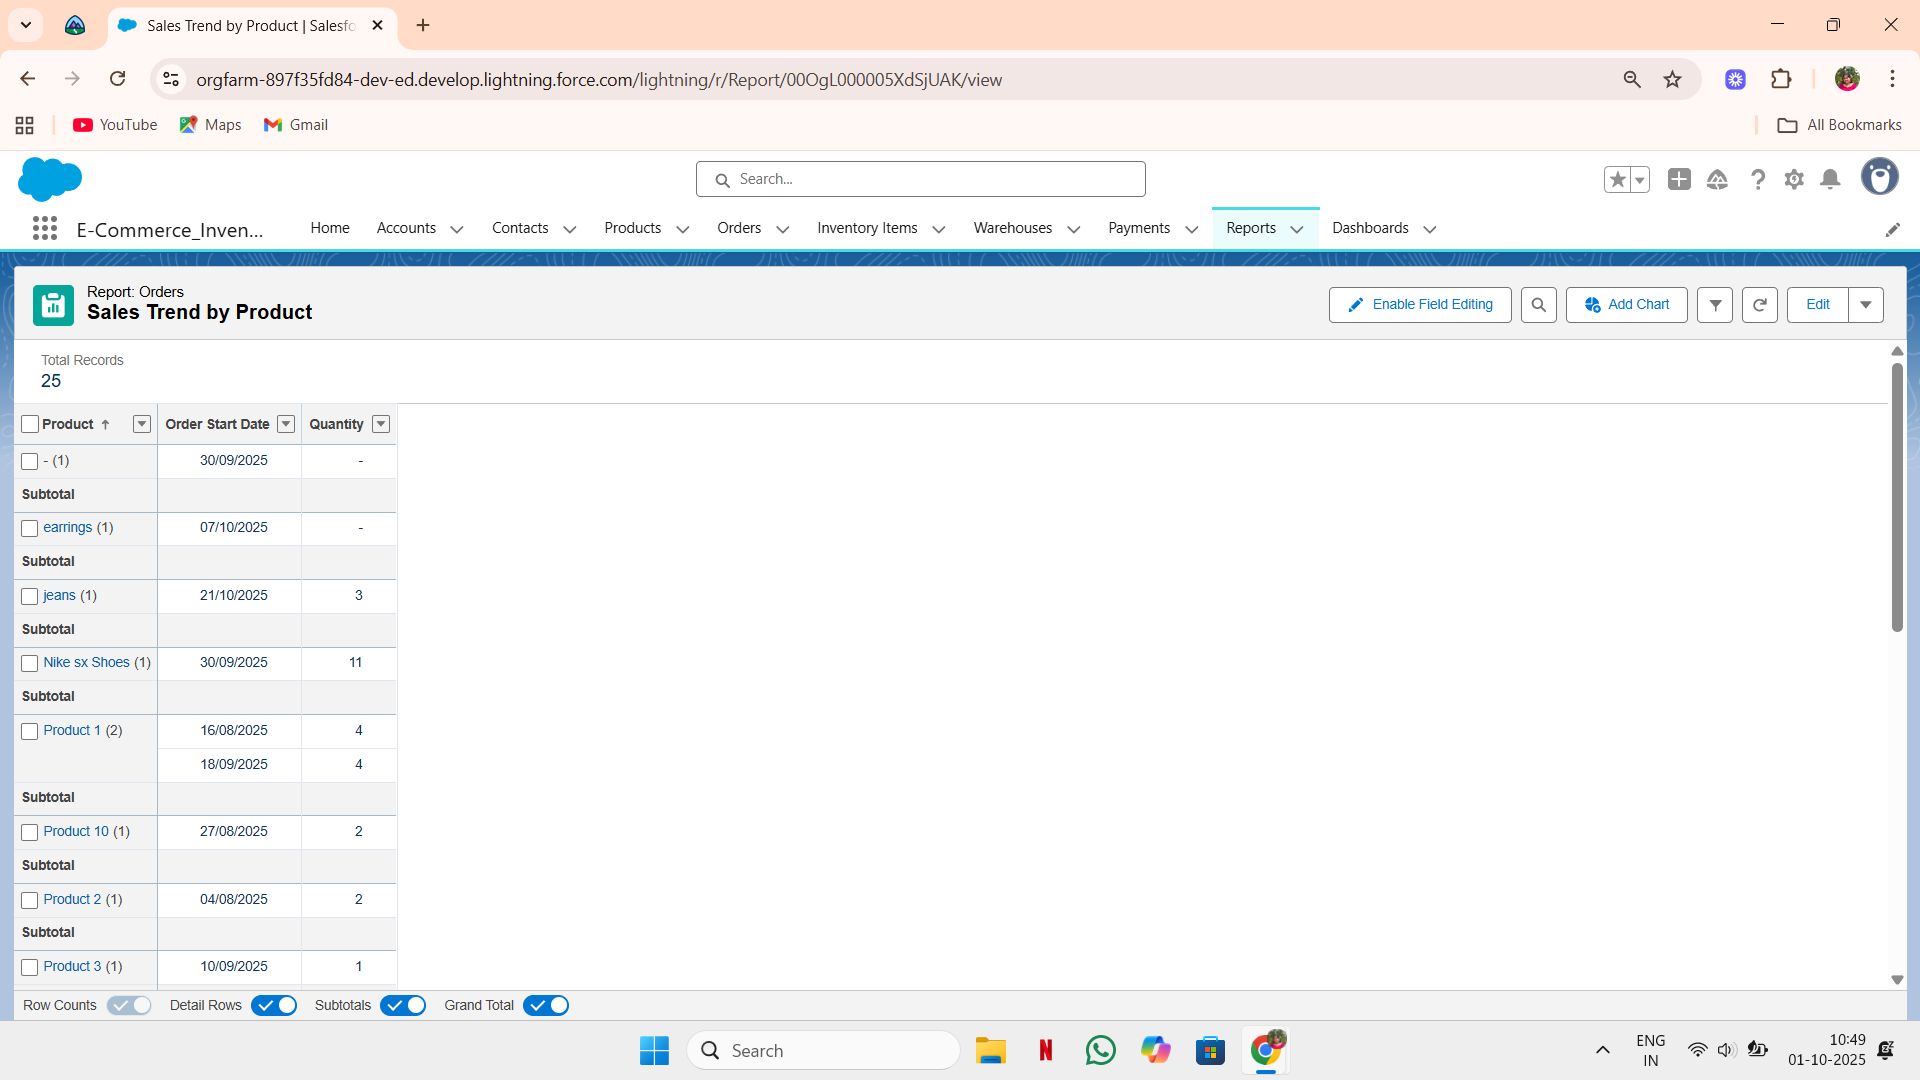 Sales Trend by Product | Salesfo
orgfarm-897f35fd84-dev-ed.develop.lightning.force.com/lightning/r/Report/00OgL000005XdSjUAK/view
YouTube Maps Gmail All Bookmarks
Search...
E-Commerce_Inven... Home Accounts Contacts Products Orders Inventory Items Warehouses Payments Reports Dashboards
Report: Orders
Sales Trend by Product
Enable Field Editing Add Chart Edit
Total Records
25
Product ↑ Order Start Date Quantity
- (1) 30/09/2025 -
Subtotal
earrings (1) 07/10/2025 -
Subtotal
jeans (1) 21/10/2025 3
Subtotal
Nike sx Shoes (1) 30/09/2025 11
Subtotal
Product 1 (2) 16/08/2025 4
18/09/2025 4
Subtotal
Product 10 (1) 27/08/2025 2
Subtotal
Product 2 (1) 04/08/2025 2
Subtotal
Product 3 (1) 10/09/2025 1
Row Counts Detail Rows Subtotals Grand Total
Search
ENG
IN
10:49
01-10-2025